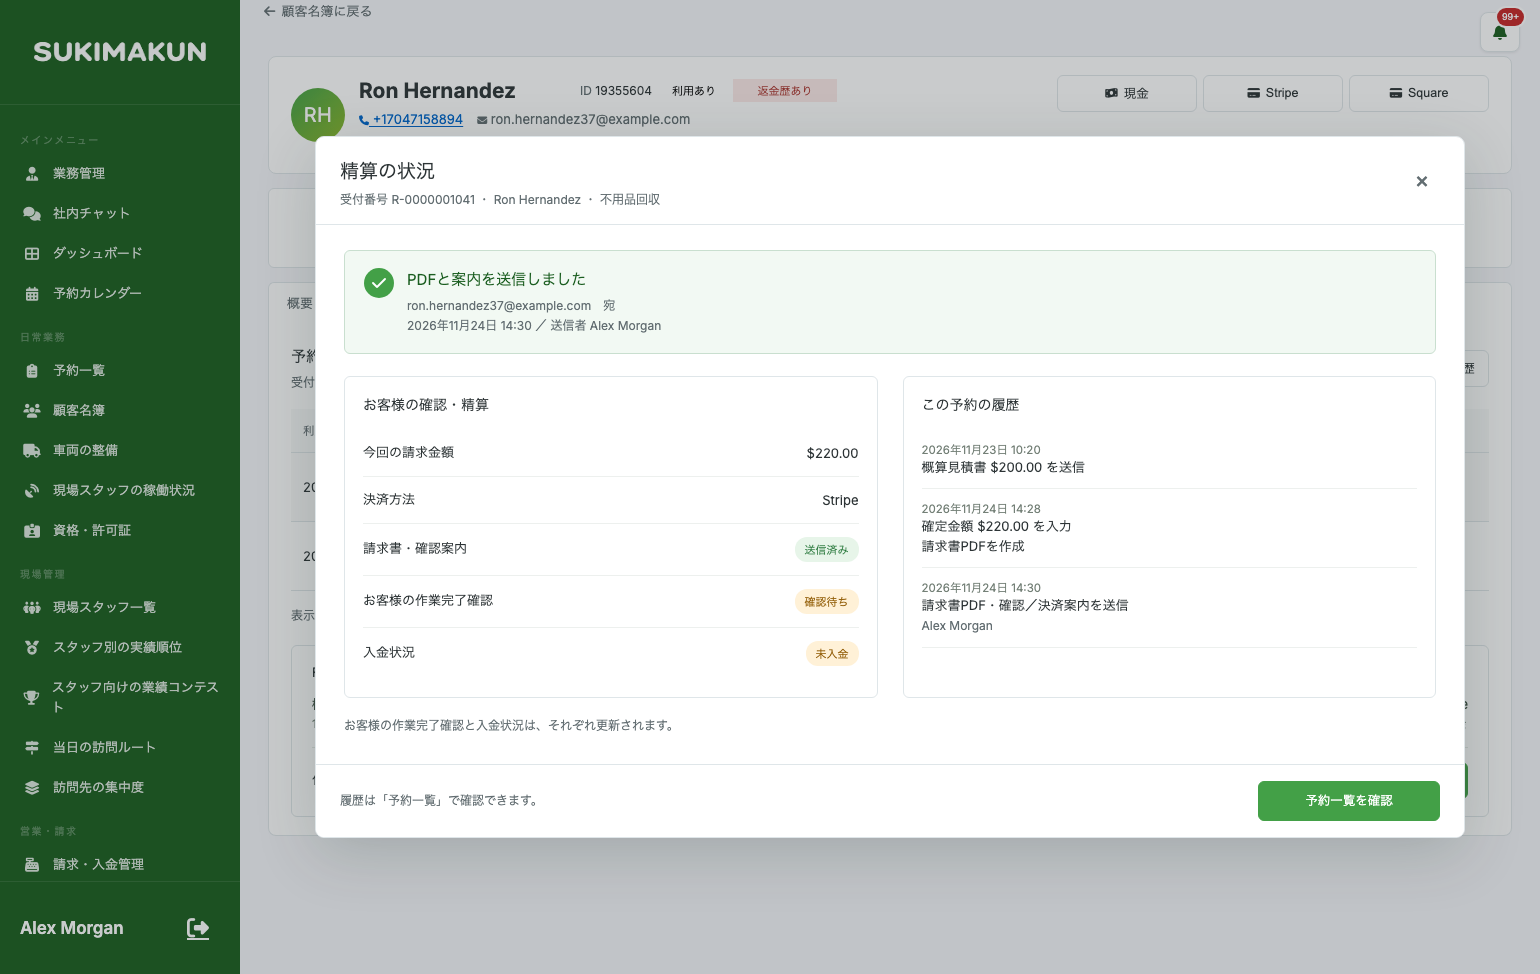 SUKIMAKUN
メインメニュー
業務管理
社内チャット
ダッシュボード
予約カレンダー
日常業務
予約一覧
顧客名簿
車両の整備
現場スタッフの稼働状況
資格・許可証
現場管理
現場スタッフ一覧
スタッフ別の実績順位
スタッフ向けの業績コンテス
ト
当日の訪問ルート
訪問先の集中度
営業・請求
請求・入金管理
Alex Morgan
顧客名簿に戻る
99+
RH
Ron Hernandez
ID 19355604
利用あり
返金歴あり
+17047158894
ron.hernandez37@example.com
現金
Stripe
Square
概要
予約
受付
歴
利
20
20
表示
精算の状況
受付番号 R-0000001041 ・ Ron Hernandez ・ 不用品回収
PDFと案内を送信しました
ron.hernandez37@example.com 宛
2026年11月24日 14:30 ／ 送信者 Alex Morgan
お客様の確認・精算
今回の請求金額
$220.00
決済方法
Stripe
請求書・確認案内
送信済み
お客様の作業完了確認
確認待ち
入金状況
未入金
この予約の履歴
2026年11月23日 10:20
概算見積書 $200.00 を送信
2026年11月24日 14:28
確定金額 $220.00 を入力
請求書PDFを作成
2026年11月24日 14:30
請求書PDF・確認／決済案内を送信
Alex Morgan
お客様の作業完了確認と入金状況は、それぞれ更新されます。
履歴は「予約一覧」で確認できます。
予約一覧を確認